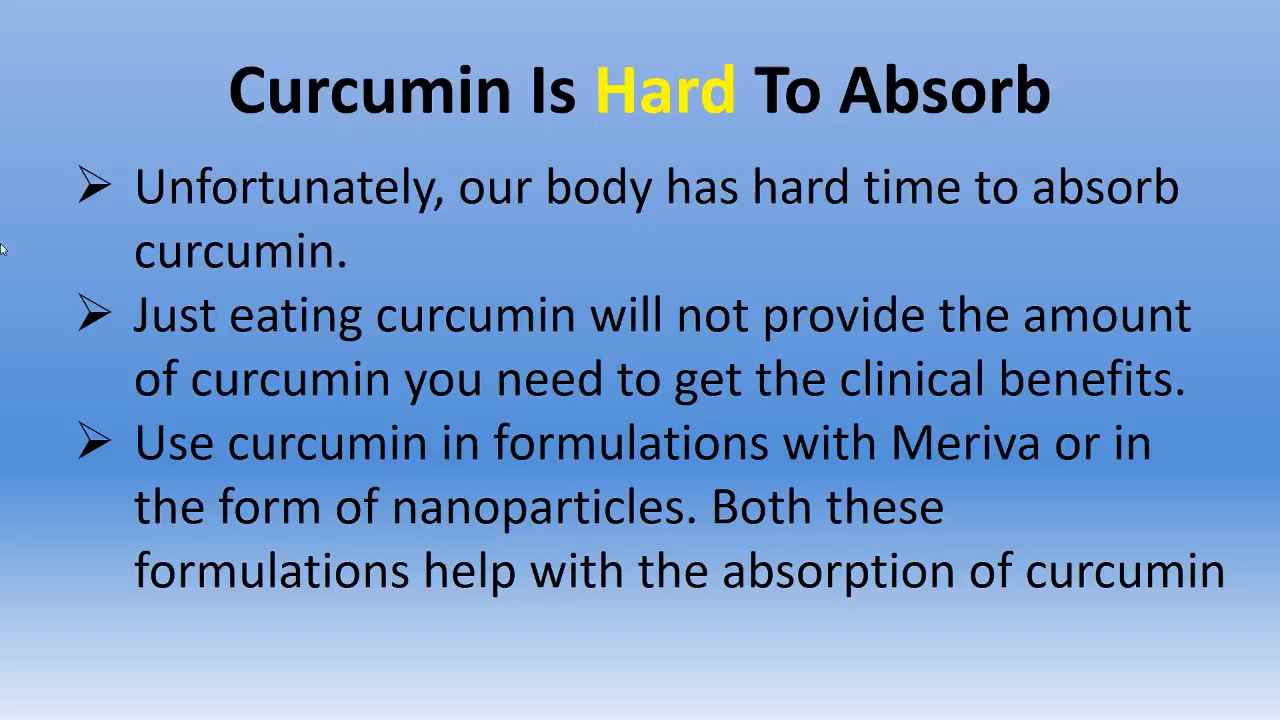 Curcumin Is Hard To Absorb
➢ Unfortunately, our body has hard time to absorb
curcumin.
➢ Just eating curcumin will not provide the amount
of curcumin you need to get the clinical benefits.
➢ Use curcumin in formulations with Meriva or in
the form of nanoparticles. Both these
formulations help with the absorption of curcumin